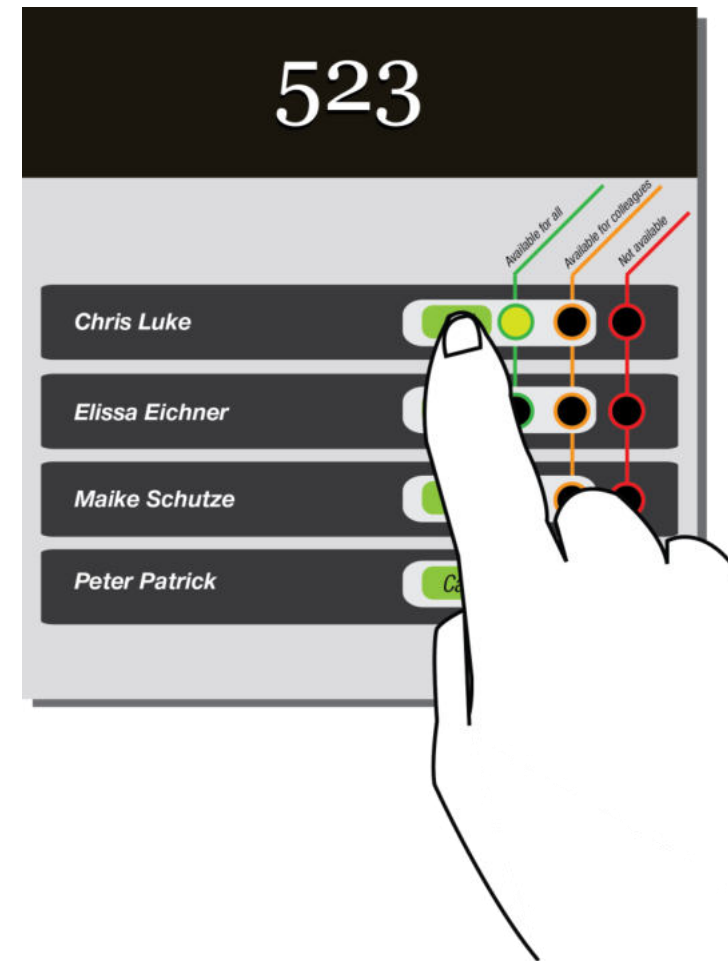 523
Available for all
Available for colleagues
Not available
Chris Luke
Elissa Eichner
Maike Schutze
Peter Patrick